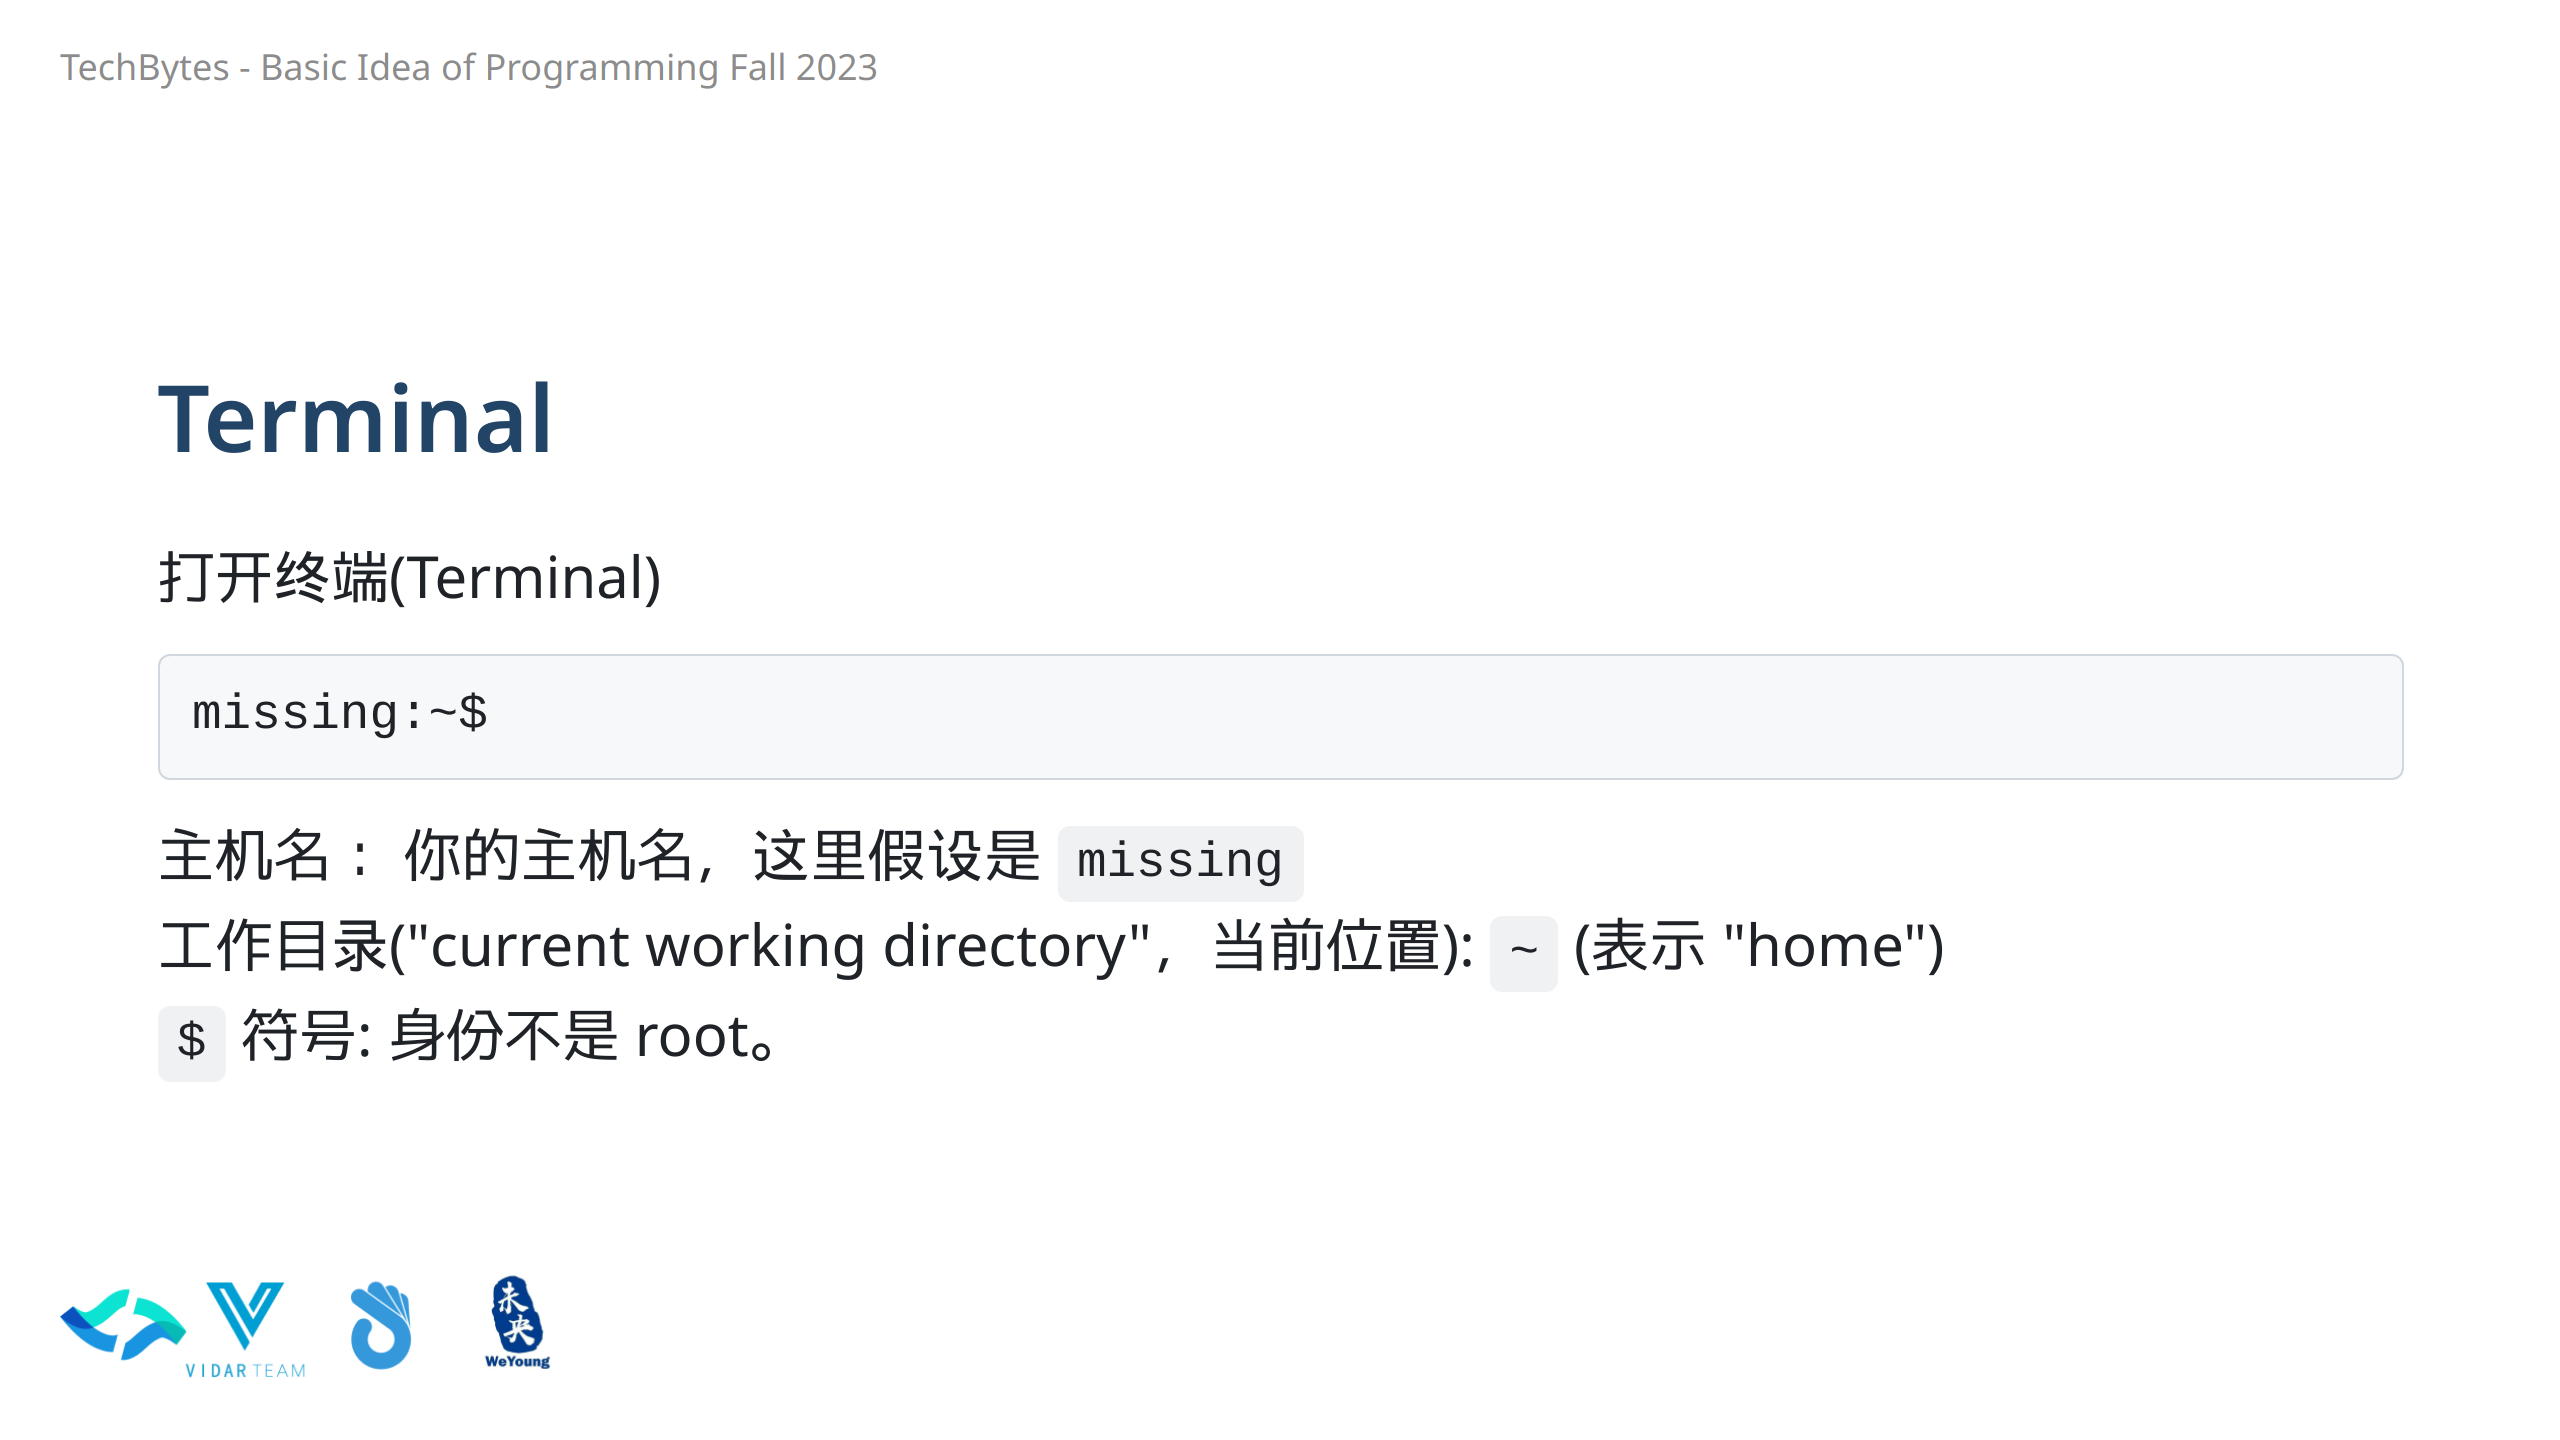 TechBytes - Basic Idea of Programming Fall 2023
Terminal
打开终端(Terminal)
missing:~$
主机名 ：你的主机名，这里假设是 missing
工作目录("current working directory"，当前位置): ~ (表示 "home")
$ 符号: 身份不是 root。
VIDAR TEAM
未央
WeYoung